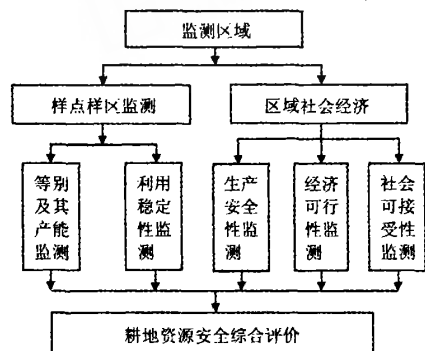 监测区域
样点样区监测
区域社会经济
等别
及其
产能
监测
利用
稳定
性监
测
生产
安全
性监
测
经济
可行
性监
测
社会
可接
受性
监测
耕地资源安全综合评价